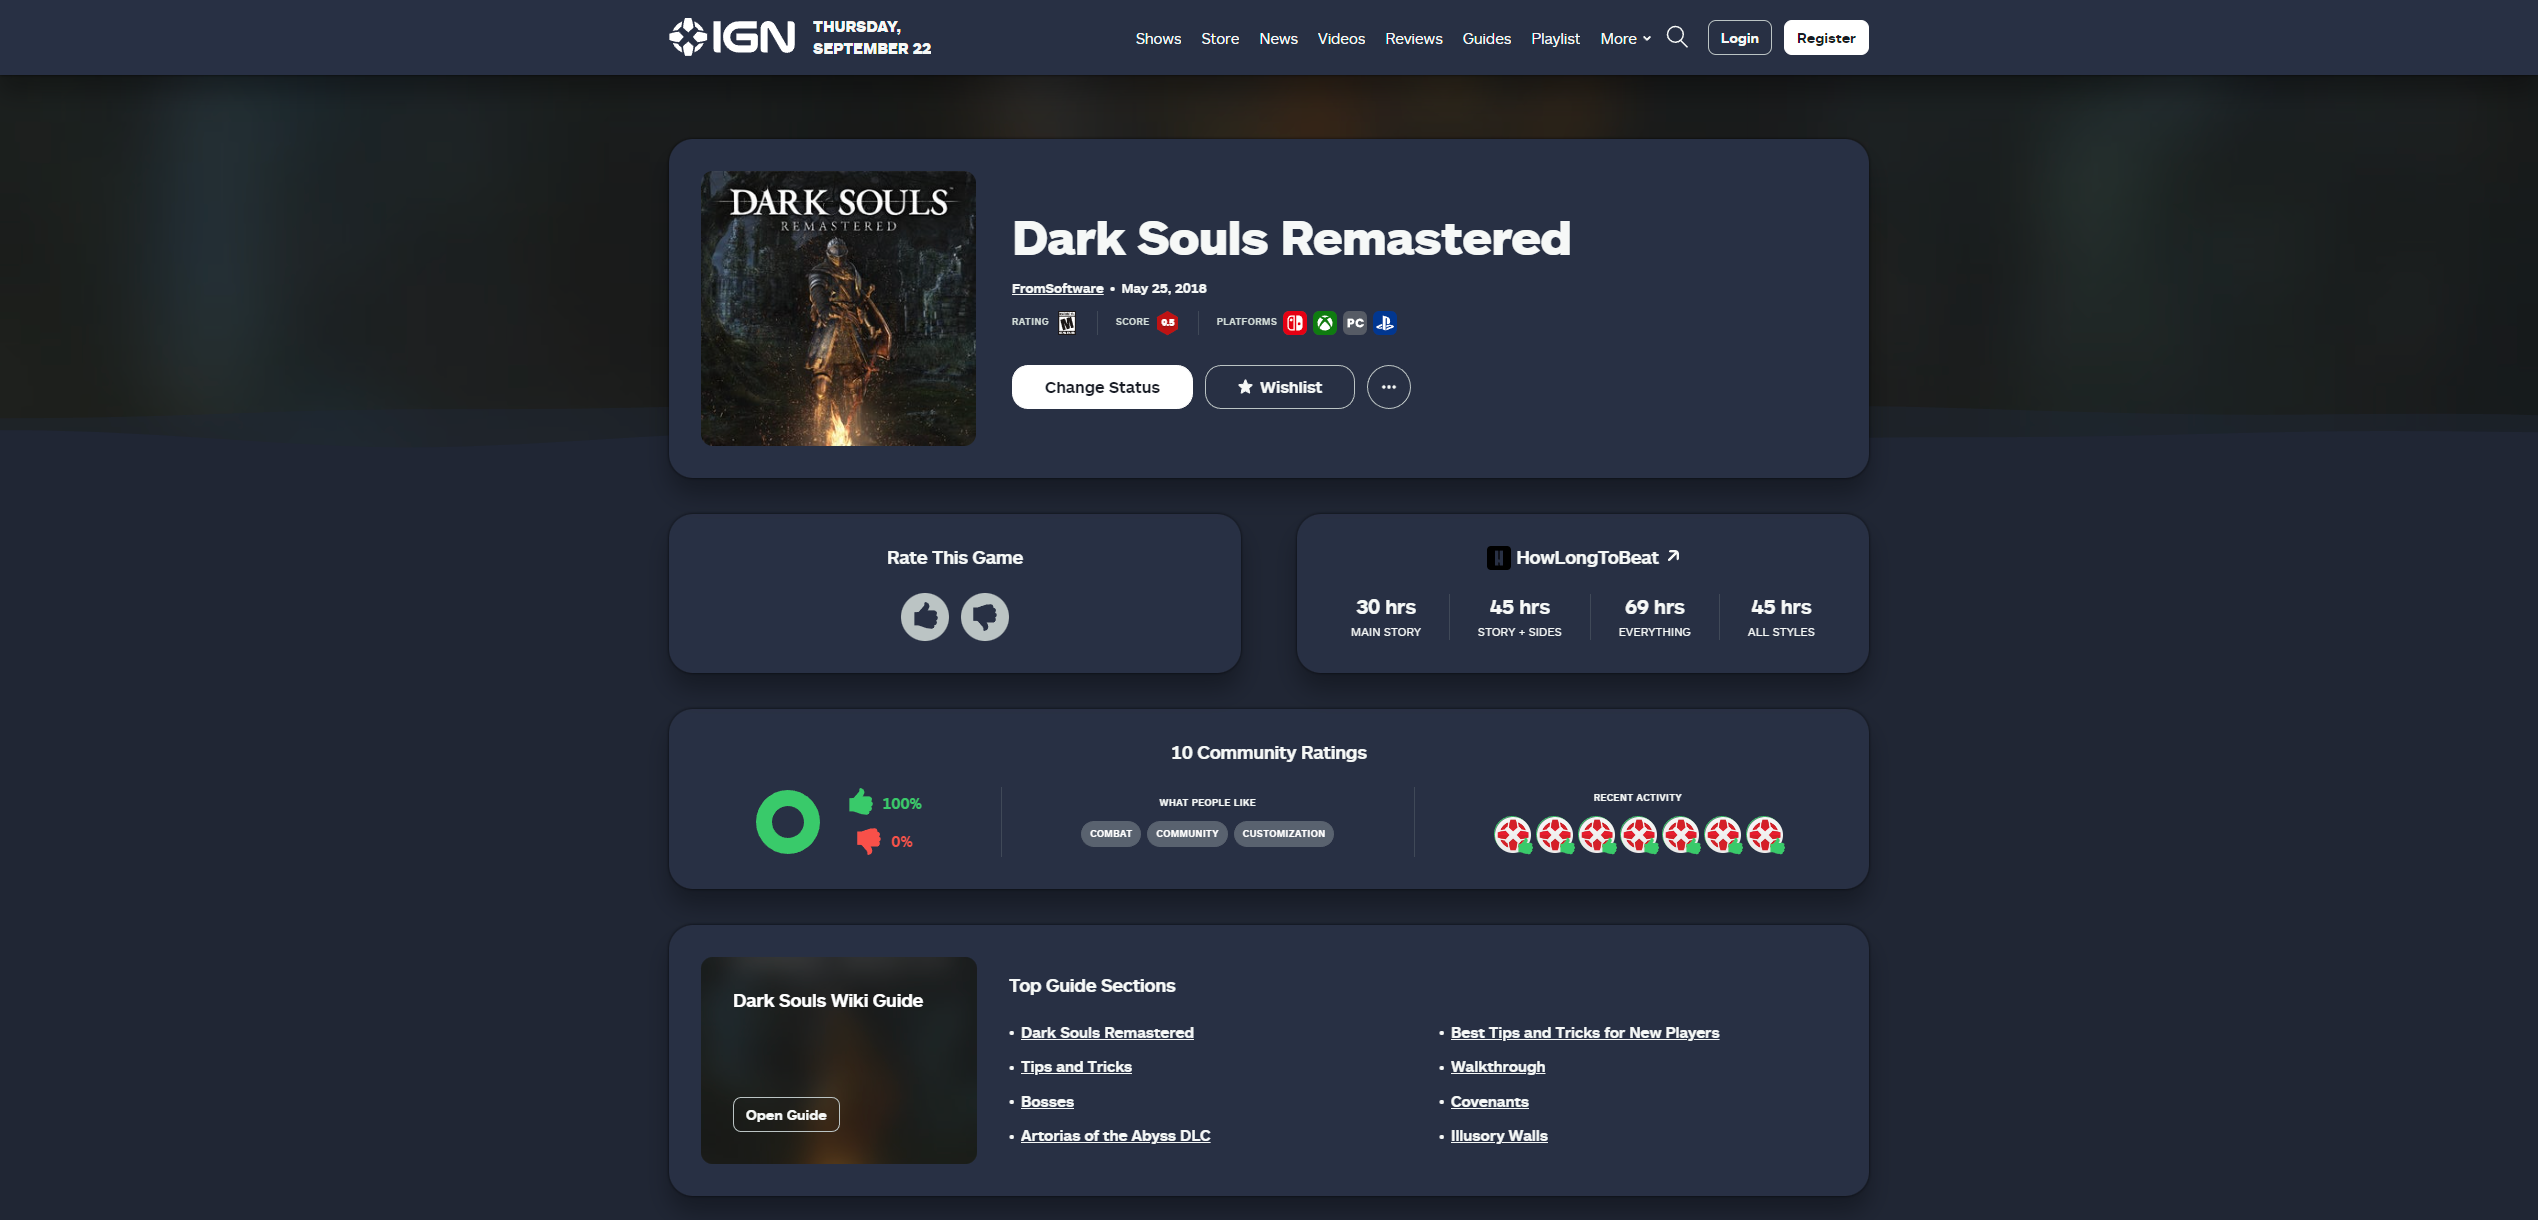 IGN
THURSDAY,
SEPTEMBER 22
Shows Store News Videos Reviews Guides Playlist More Login Register
DARK SOULS™
REMASTERED
Dark Souls Remastered
FromSoftware • May 25, 2018
RATING M SCORE 9.5 PLATFORMS PC
Change Status Wishlist
Rate This Game
HowLongToBeat
30 hrs 45 hrs 69 hrs 45 hrs
MAIN STORY STORY + SIDES EVERYTHING ALL STYLES
10 Community Ratings
100%
0%
WHAT PEOPLE LIKE
COMBAT COMMUNITY CUSTOMIZATION
RECENT ACTIVITY
Dark Souls Wiki Guide
Open Guide
Top Guide Sections
• Dark Souls Remastered
• Tips and Tricks
• Bosses
• Artorias of the Abyss DLC
• Best Tips and Tricks for New Players
• Walkthrough
• Covenants
• Illusory Walls